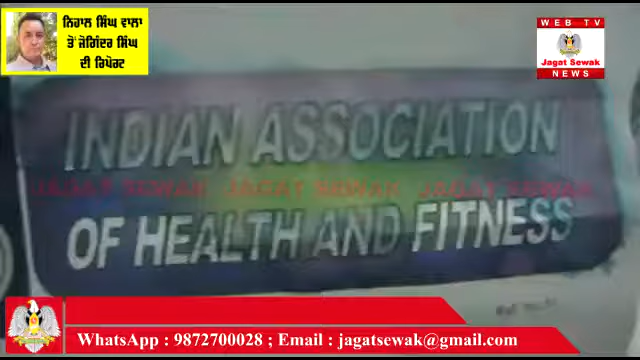 ਨਿਹਾਲ ਸਿੰਘ ਵਾਲਾ
ਤੋਂ ਜੋਗਿੰਦਰ ਸਿੰਘ
ਦੀ ਰਿਪੋਰਟ
WEB TV
Jagat Sewak
NEWS
INDIAN ASSOCIATION
JAGAT SEWAK JAGAT SEWAK JAGAT SEWAK
OF HEALTH AND FITNESS
WhatsApp : 9872700028 ; Email : jagatsewak@gmail.com